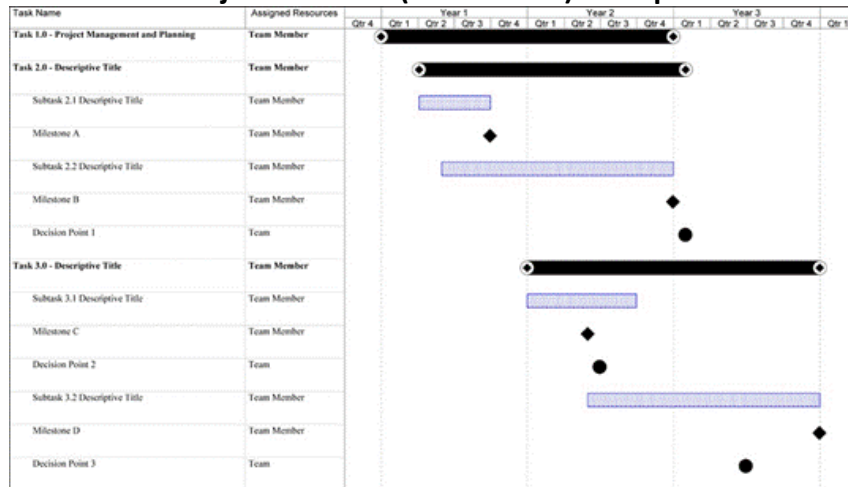 Task Name Assigned Resources Year 1 Year 2 Year 3
Qtr 4 Qtr 1 Qtr 2 Qtr 3 Qtr 4 Qtr 1 Qtr 2 Qtr 3 Qtr 4 Qtr 1 Qtr 2 Qtr 3 Qtr 4 Qtr 1
Task 1.0 - Project Management and Planning Team Member
Task 2.0 - Descriptive Title Team Member
Subtask 2.1 Descriptive Title Team Member
Milestone A Team Member
Subtask 2.2 Descriptive Title Team Member
Milestone B Team Member
Decision Point 1 Team
Task 3.0 - Descriptive Title Team Member
Subtask 3.1 Descriptive Title Team Member
Milestone C Team Member
Decision Point 2 Team
Subtask 3.2 Descriptive Title Team Member
Milestone D Team Member
Decision Point 3 Team